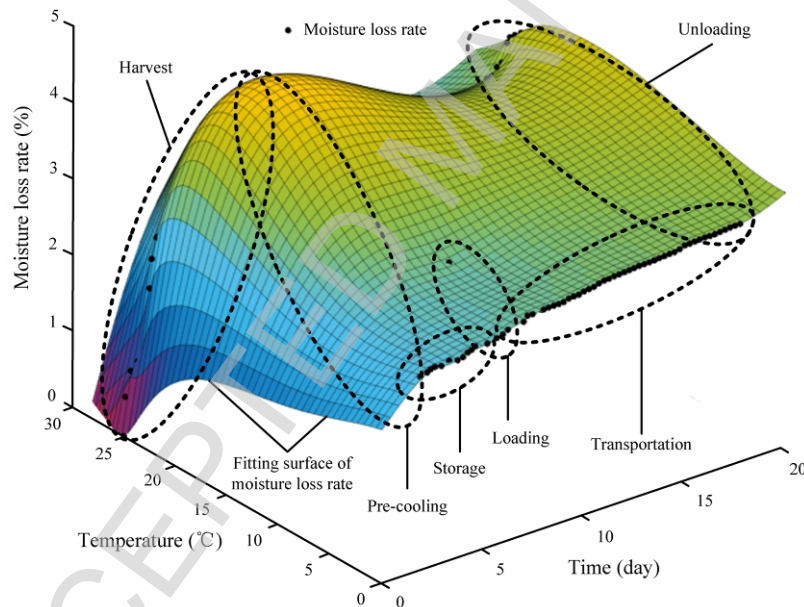 Moisture loss rate
Unloading
Harvest
Moisture loss rate (%)
5
4
3
2
1
0
30
25
20
15
10
5
0
Temperature (℃)
0
5
10
15
20
Time (day)
Fitting surface of
moisture loss rate
Pre-cooling
Storage
Loading
Transportation
CEPTED MA